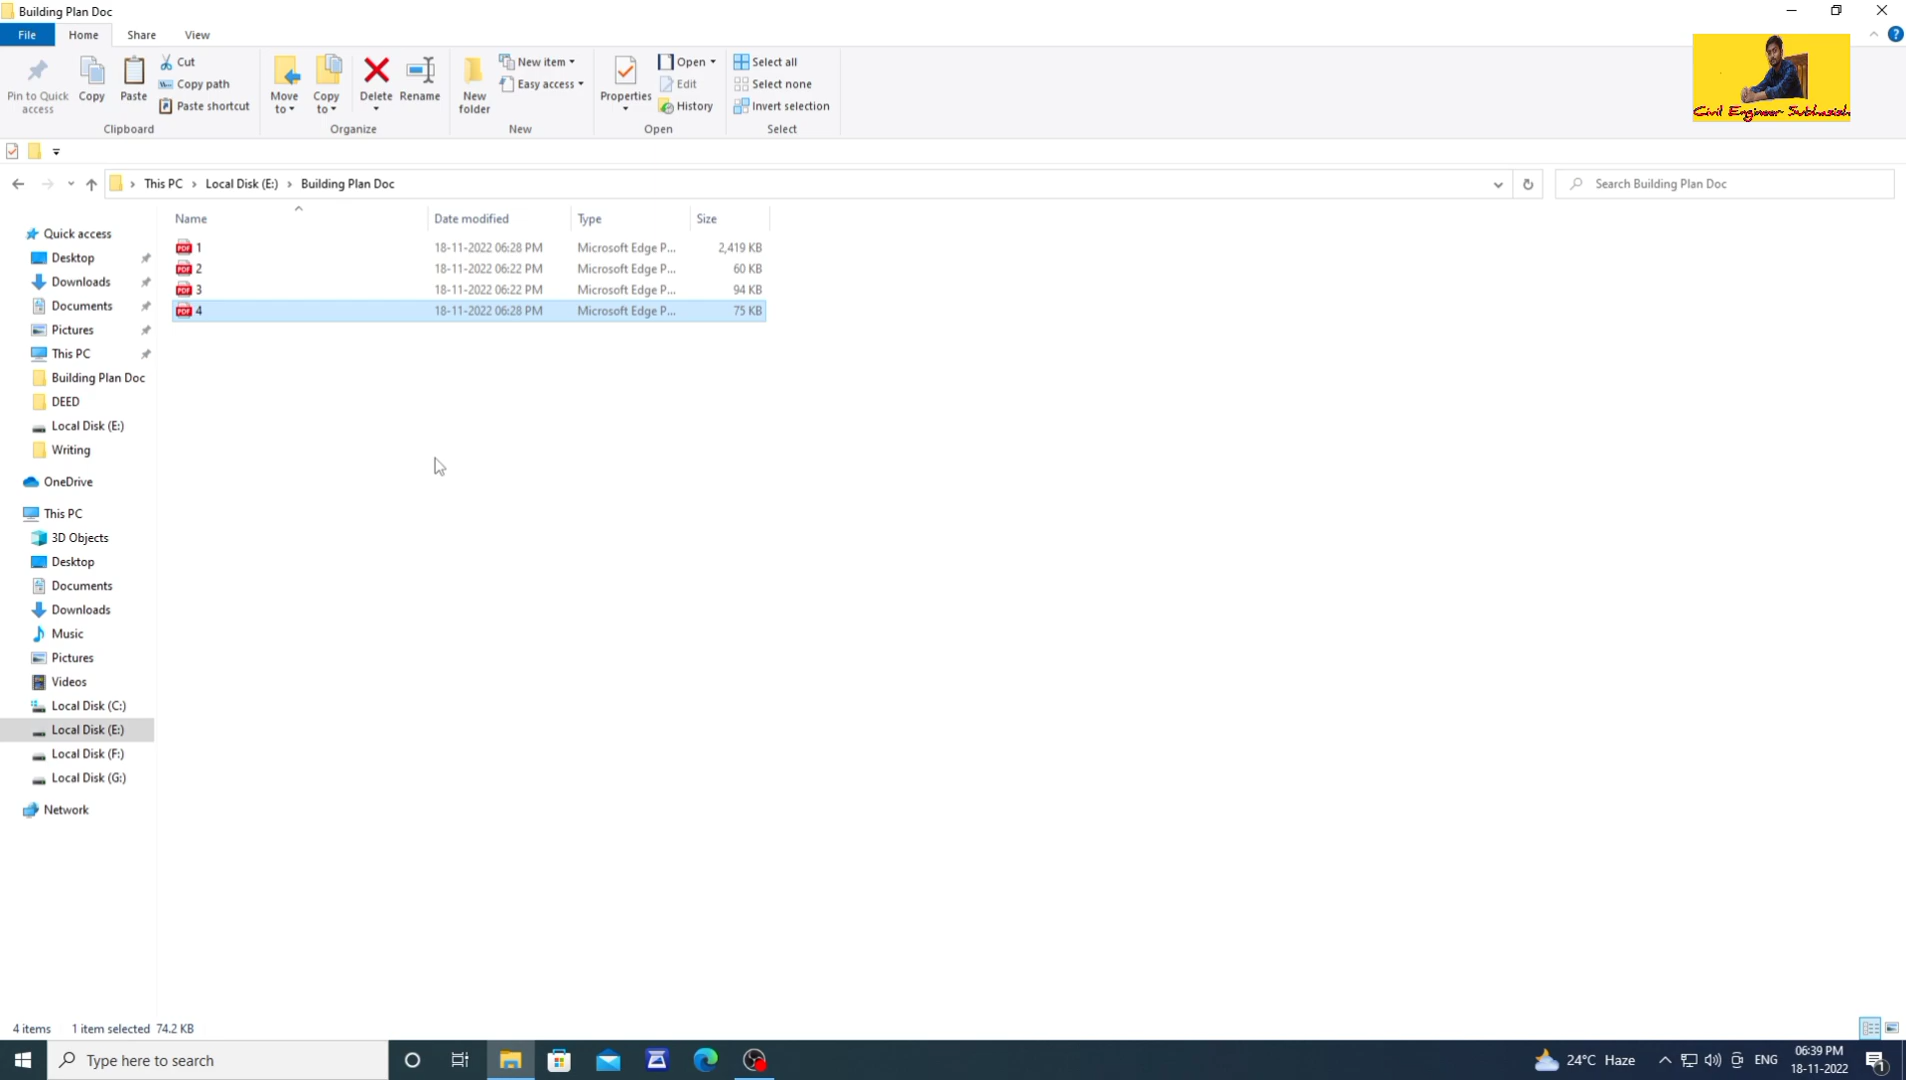 Building Plan Doc
File Home Share View
Pin to Quick access
Copy
Paste
Cut
Copy path
Paste shortcut
Clipboard
Move to
Copy to
Delete
Rename
Organize
New folder
New item
Easy access
New
Properties
Open
Edit
History
Open
Select all
Select none
Invert selection
Select
Civil Engineer Subhasish
This PC > Local Disk (E:) > Building Plan Doc
Search Building Plan Doc
Name Date modified Type Size
PDF 1 18-11-2022 06:28 PM Microsoft Edge P... 2,419 KB
PDF 2 18-11-2022 06:22 PM Microsoft Edge P... 60 KB
PDF 3 18-11-2022 06:22 PM Microsoft Edge P... 94 KB
PDF 4 18-11-2022 06:28 PM Microsoft Edge P... 75 KB
Quick access
Desktop
Downloads
Documents
Pictures
This PC
Building Plan Doc
DEED
Local Disk (E:)
Writing
OneDrive
This PC
3D Objects
Desktop
Documents
Downloads
Music
Pictures
Videos
Local Disk (C:)
Local Disk (E:)
Local Disk (F:)
Local Disk (G:)
Network
4 items 1 item selected 74.2 KB
Type here to search
24°C Haze
ENG
06:39 PM
18-11-2022
1